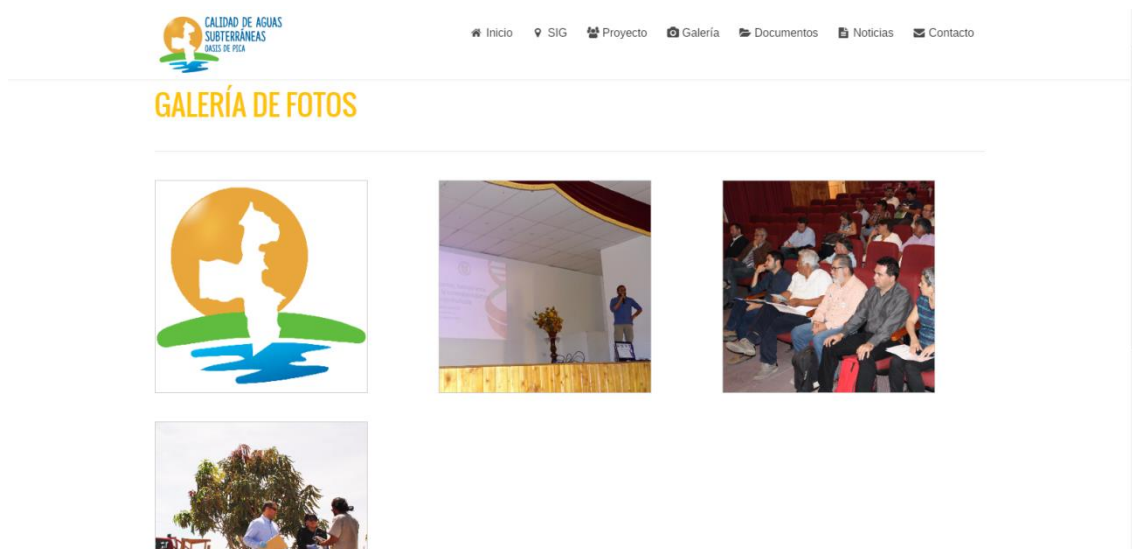 CALIDAD DE AGUAS
SUBTERRÁNEAS
OASIS DE PICA
Inicio SIG Proyecto Galería Documentos Noticias Contacto
GALERÍA DE FOTOS